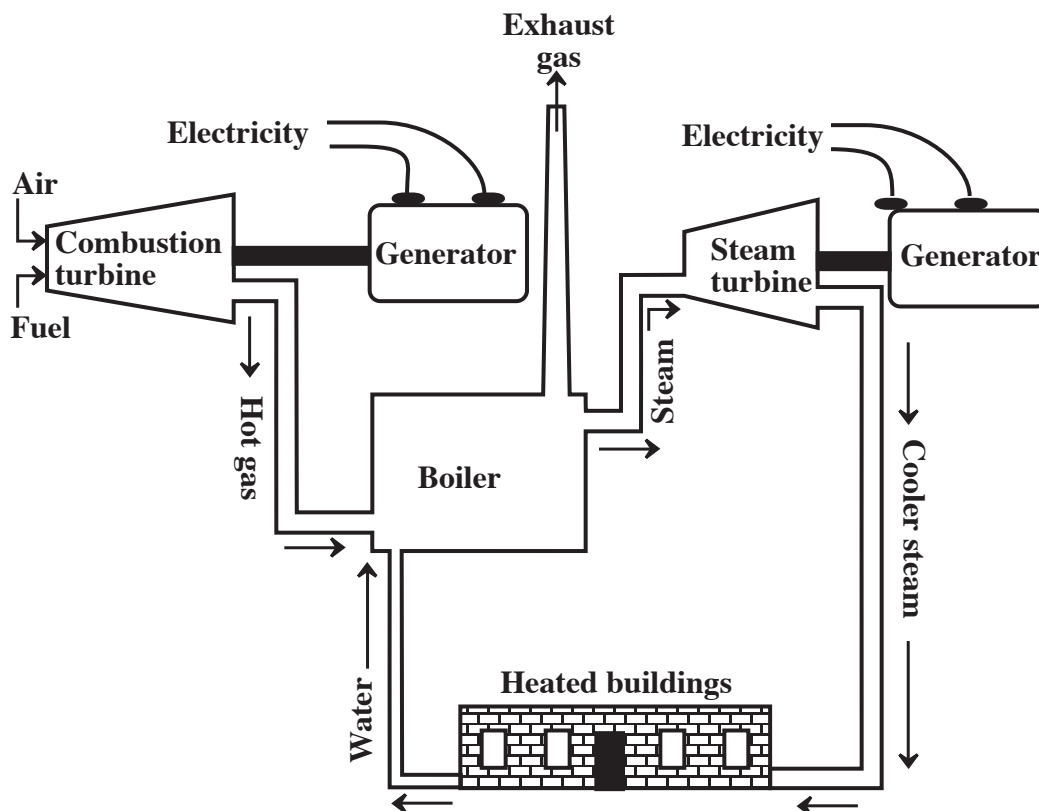 Exhaust
gas
Electricity
Electricity
Air
Combustion
turbine
Generator
Steam
turbine
Generator
Fuel
Hot gas
Steam
Boiler
Cooler steam
Water
Heated buildings